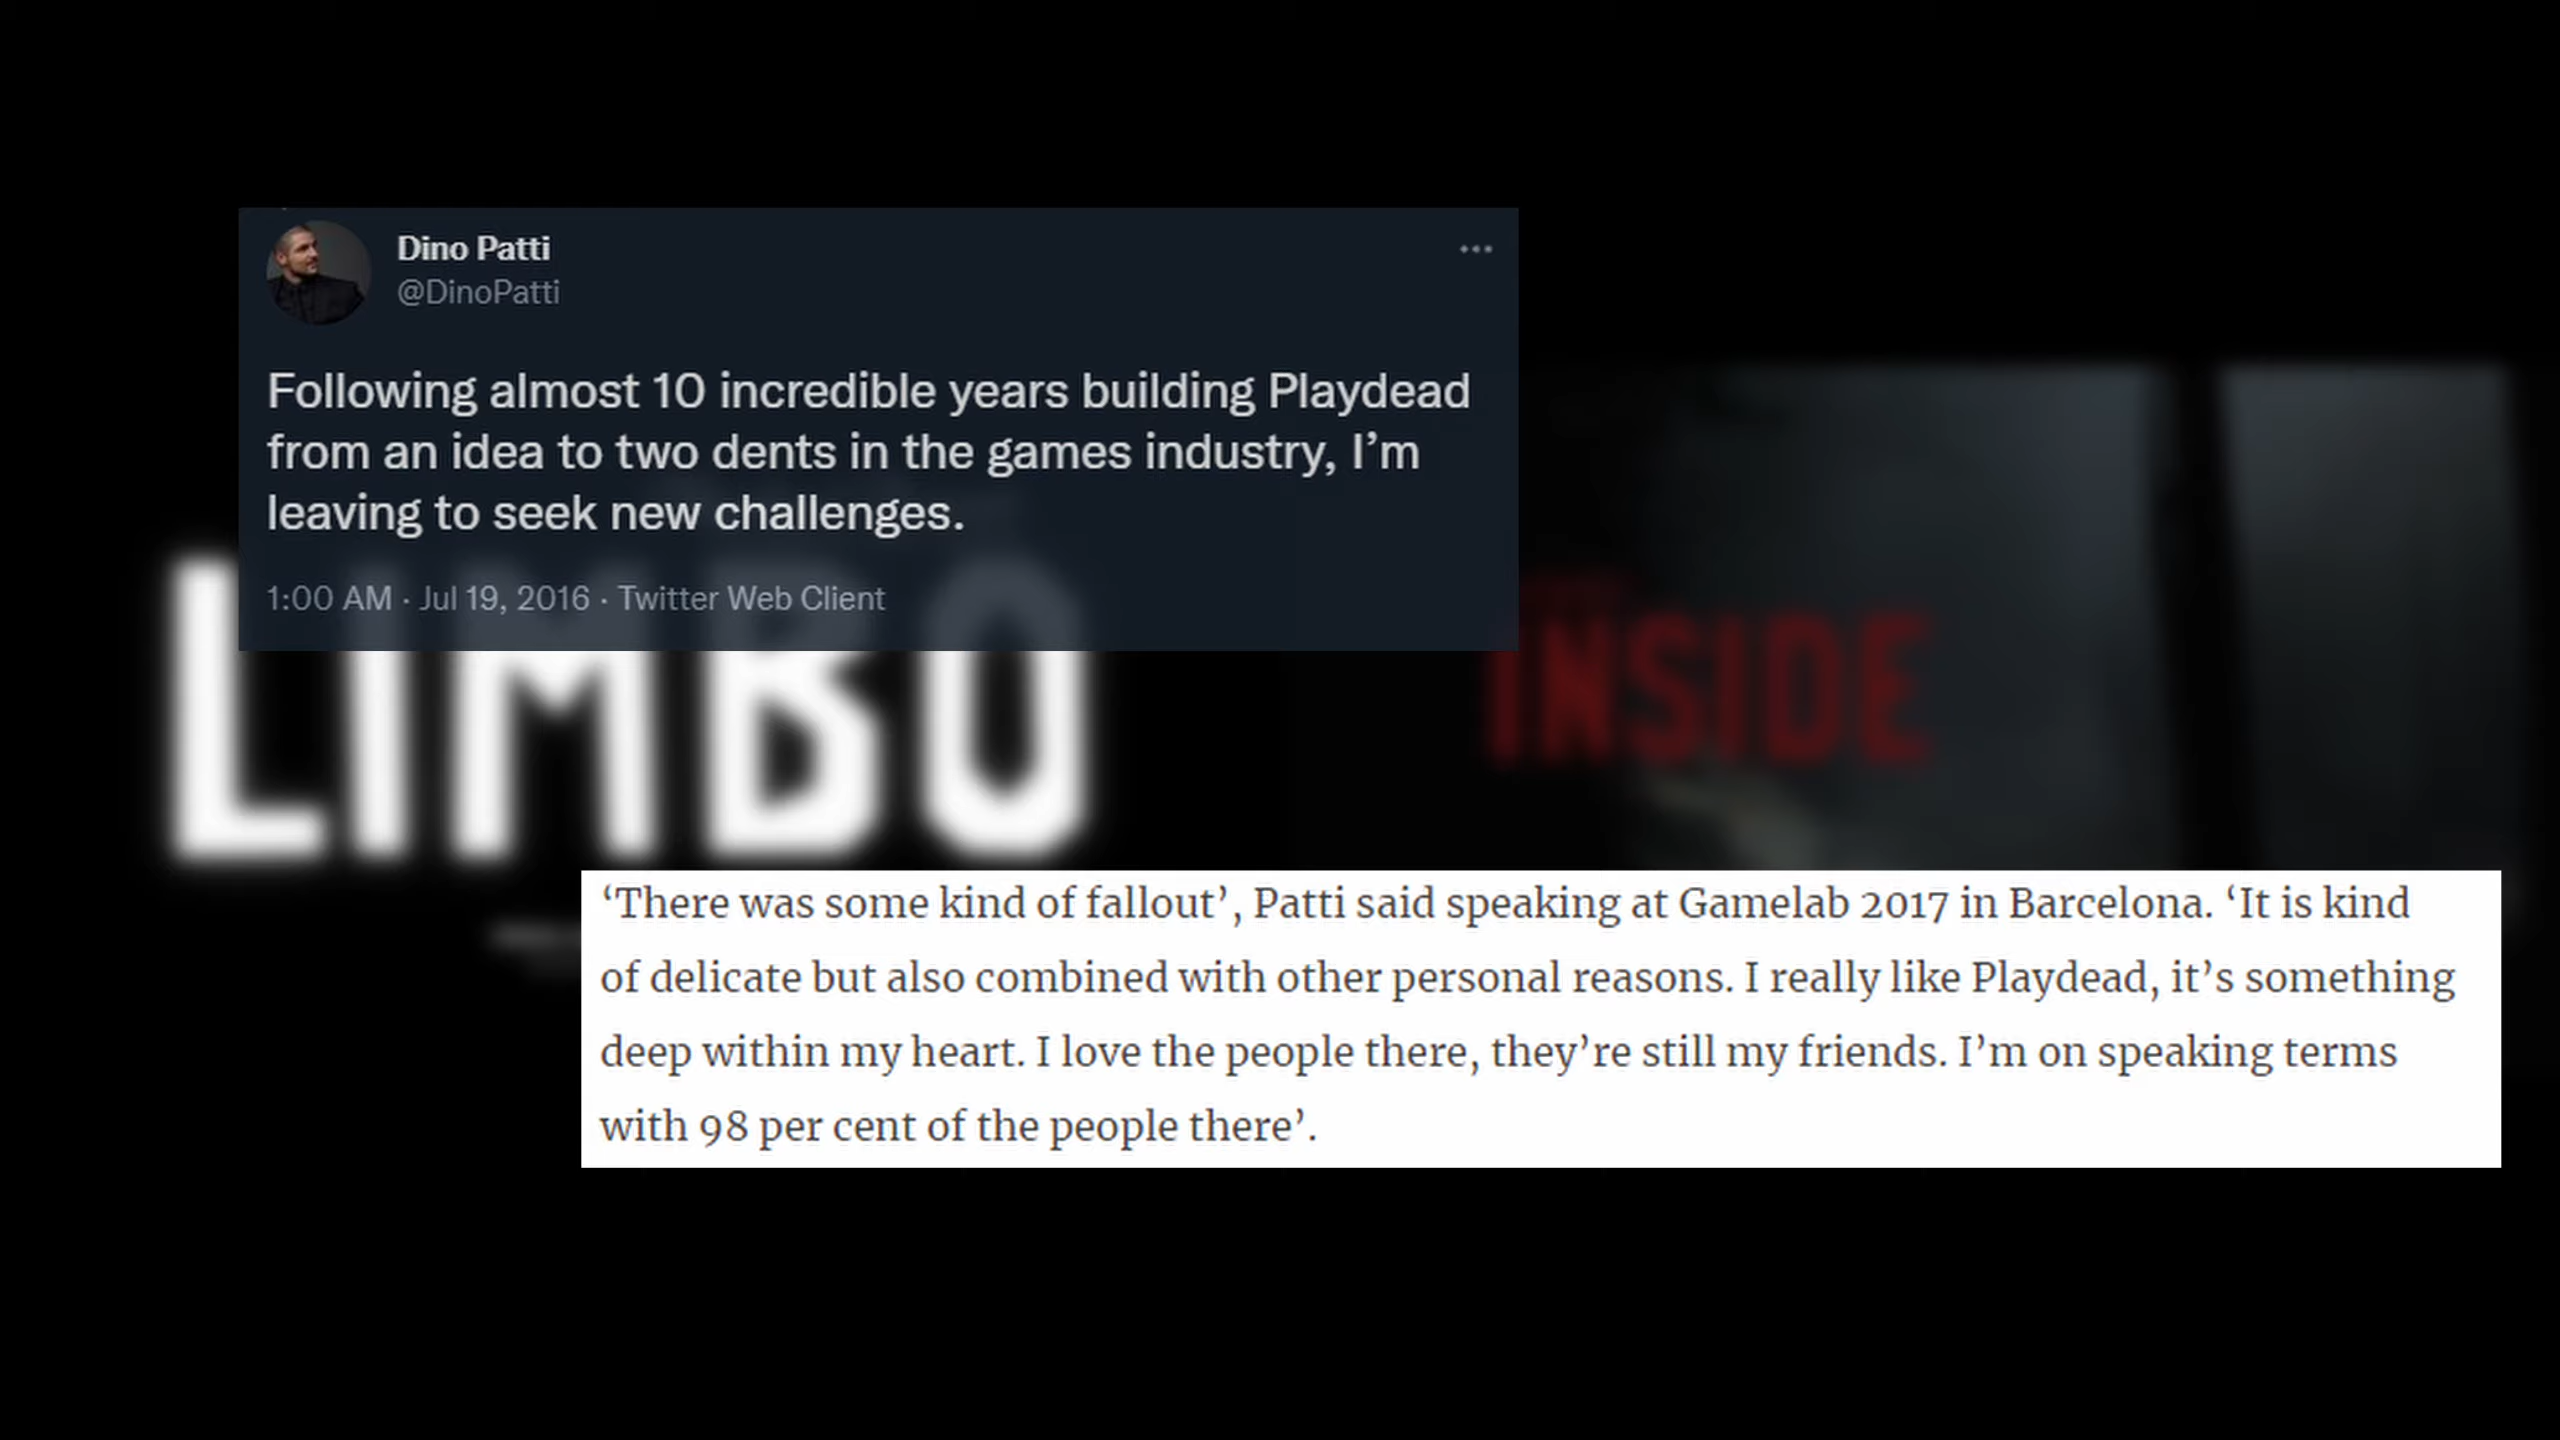 Dino Patti
@DinoPatti
Following almost 10 incredible years building Playdead
from an idea to two dents in the games industry, I’m
leaving to seek new challenges.
1:00 AM · Jul 19, 2016 · Twitter Web Client
LIMBO
INSIDE
‘There was some kind of fallout’, Patti said speaking at Gamelab 2017 in Barcelona. ‘It is kind
of delicate but also combined with other personal reasons. I really like Playdead, it’s something
deep within my heart. I love the people there, they’re still my friends. I’m on speaking terms
with 98 per cent of the people there’.